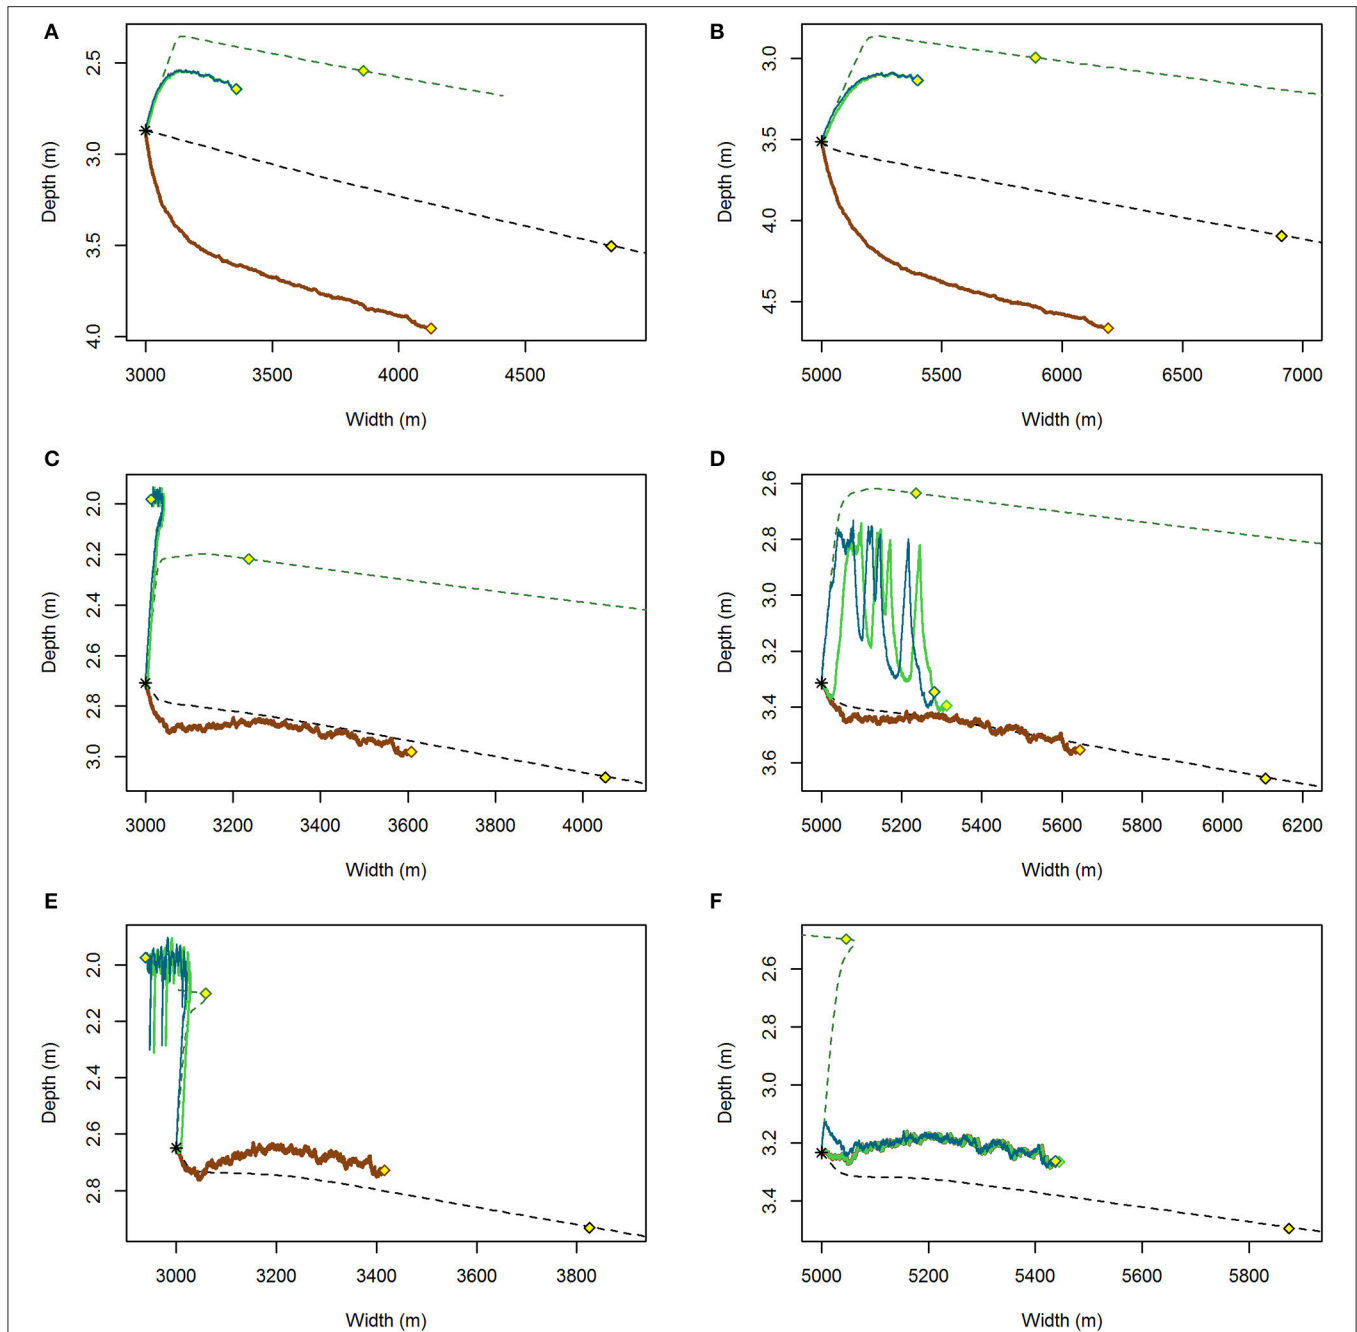 A
B
2.5
3.0
3.5
4.0
Depth (m)
3000 3500 4000 4500
Width (m)
3.0
3.5
4.0
4.5
Depth (m)
5000 5500 6000 6500 7000
Width (m)
C
D
2.0
2.2
2.4
2.6
2.8
3.0
Depth (m)
3000 3200 3400 3600 3800 4000
Width (m)
2.6
2.8
3.0
3.2
3.4
3.6
Depth (m)
5000 5200 5400 5600 5800 6000 6200
Width (m)
E
F
2.0
2.2
2.4
2.6
2.8
Depth (m)
3000 3200 3400 3600 3800
Width (m)
2.6
2.8
3.0
3.2
3.4
Depth (m)
5000 5200 5400 5600 5800
Width (m)